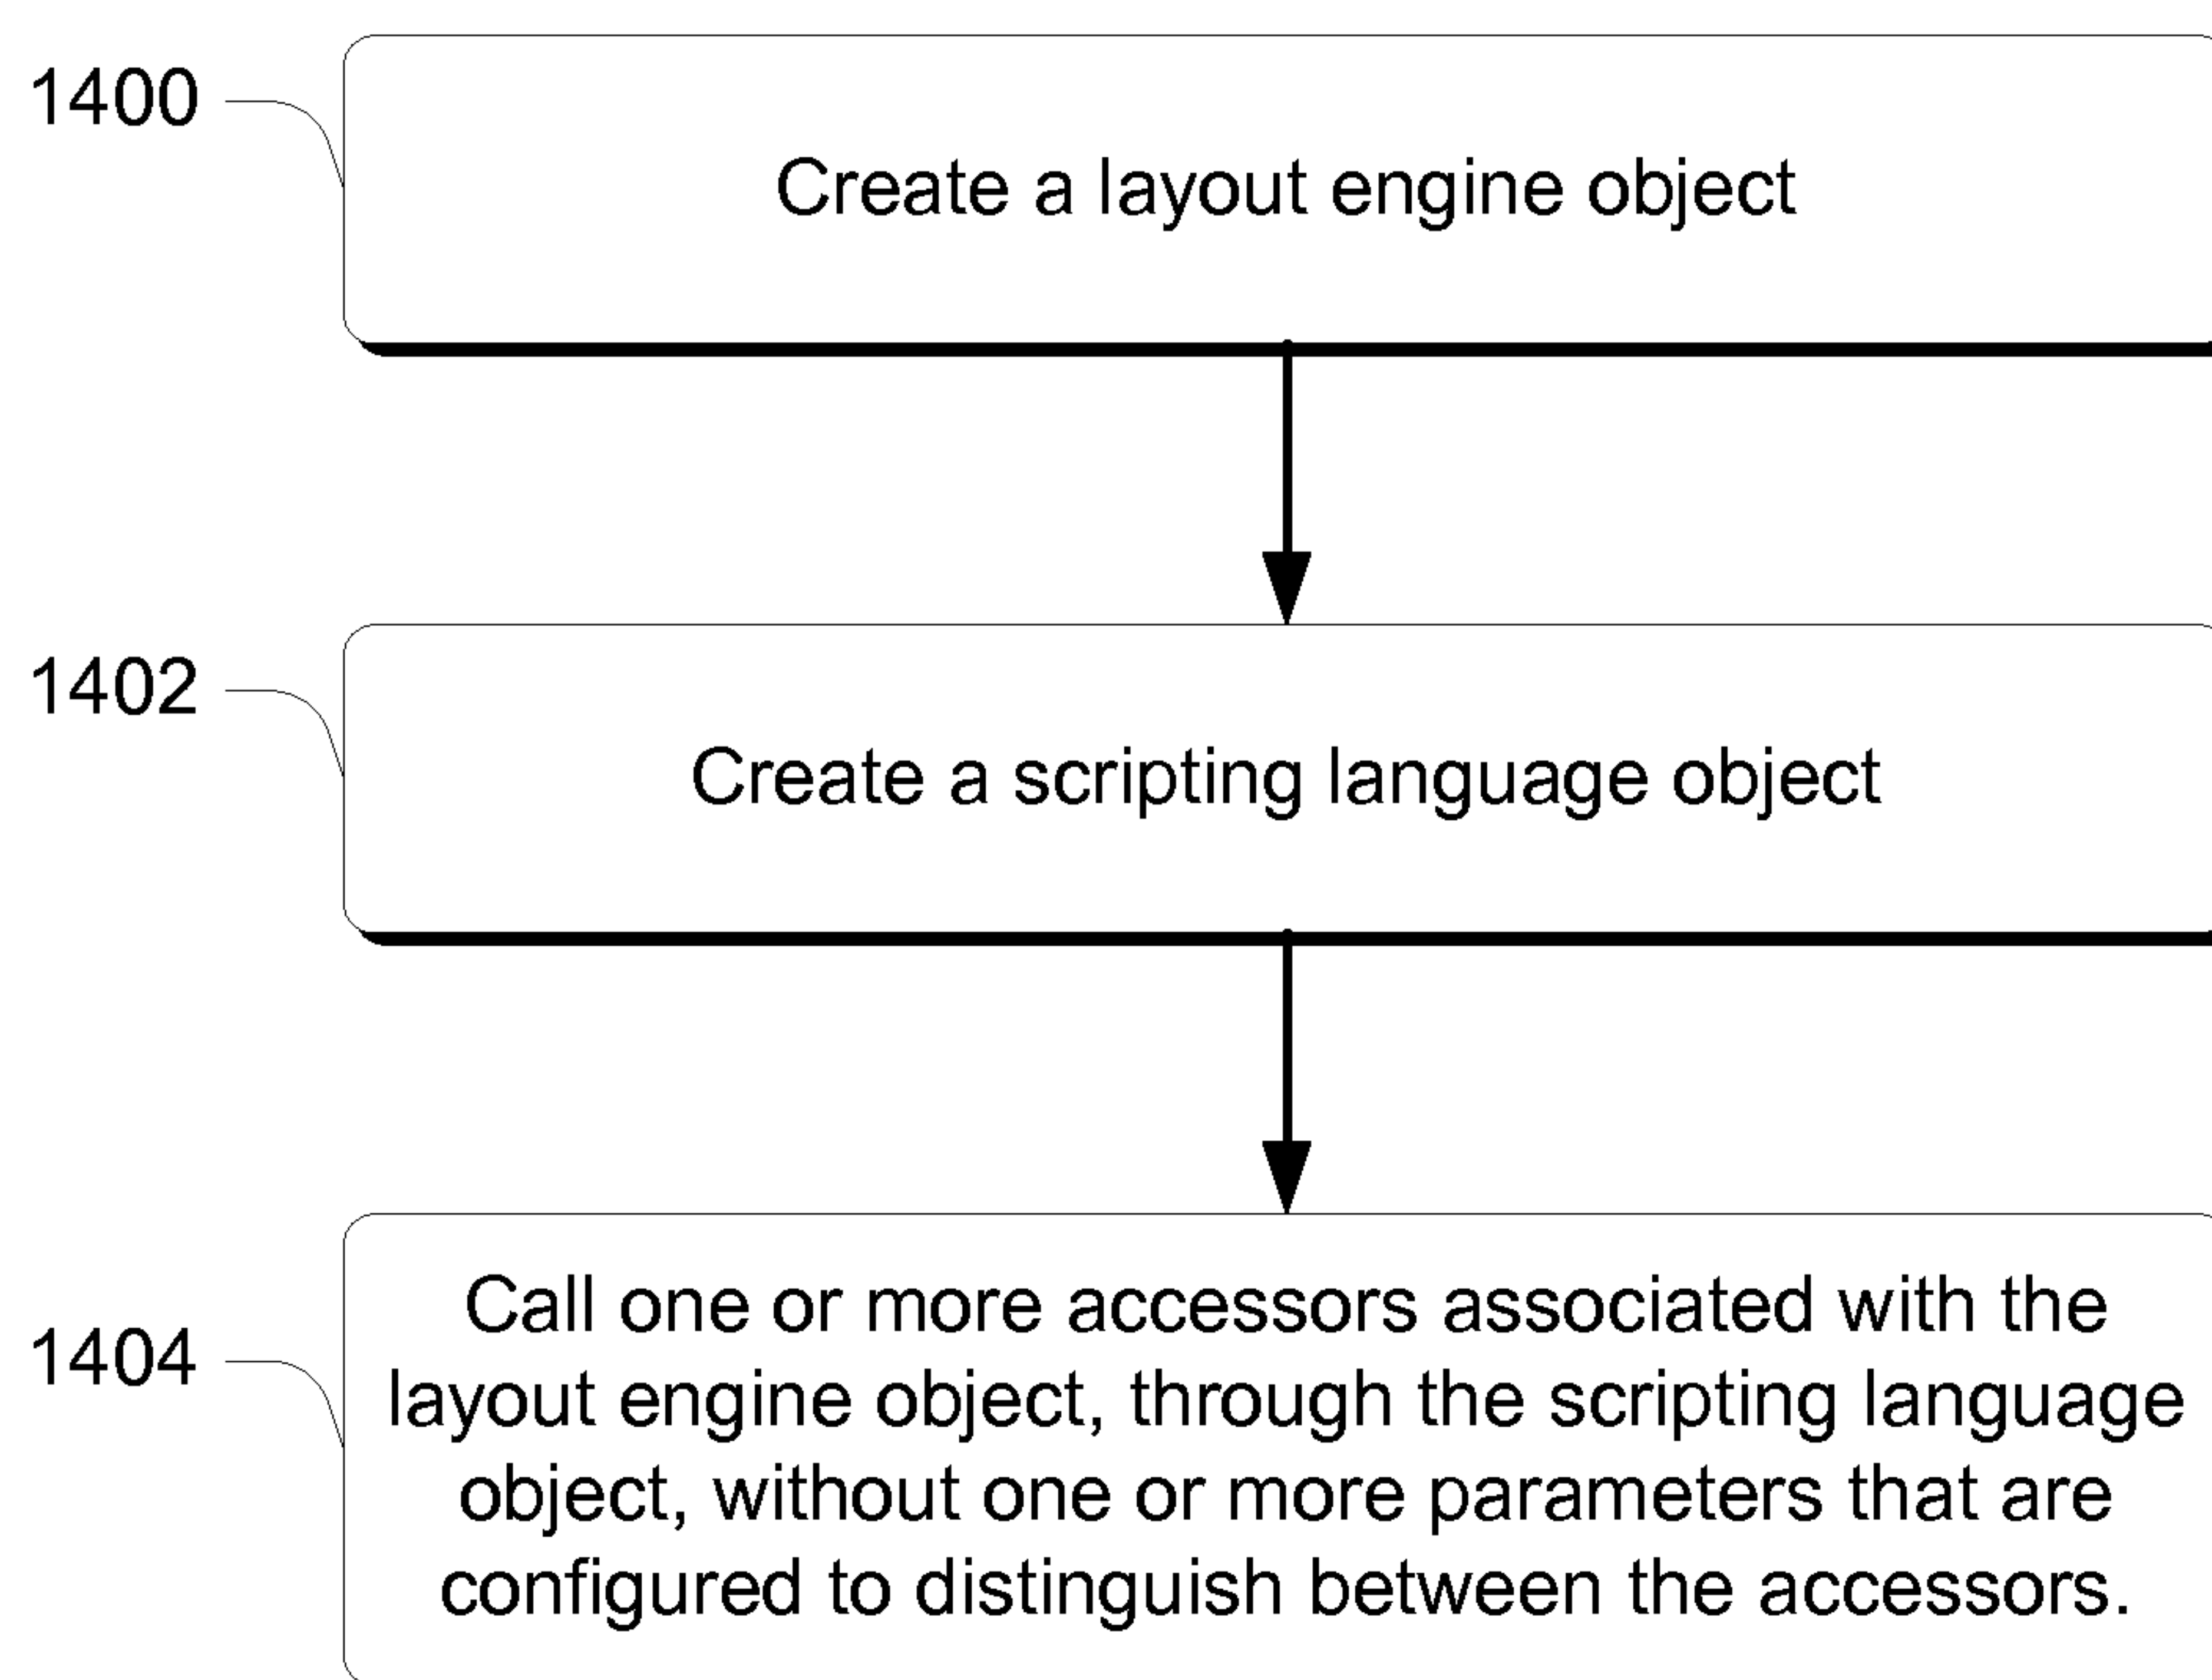 1400
Create a layout engine object
1402
Create a scripting language object
1404
Call one or more accessors associated with the
layout engine object, through the scripting language
object, without one or more parameters that are
configured to distinguish between the accessors.